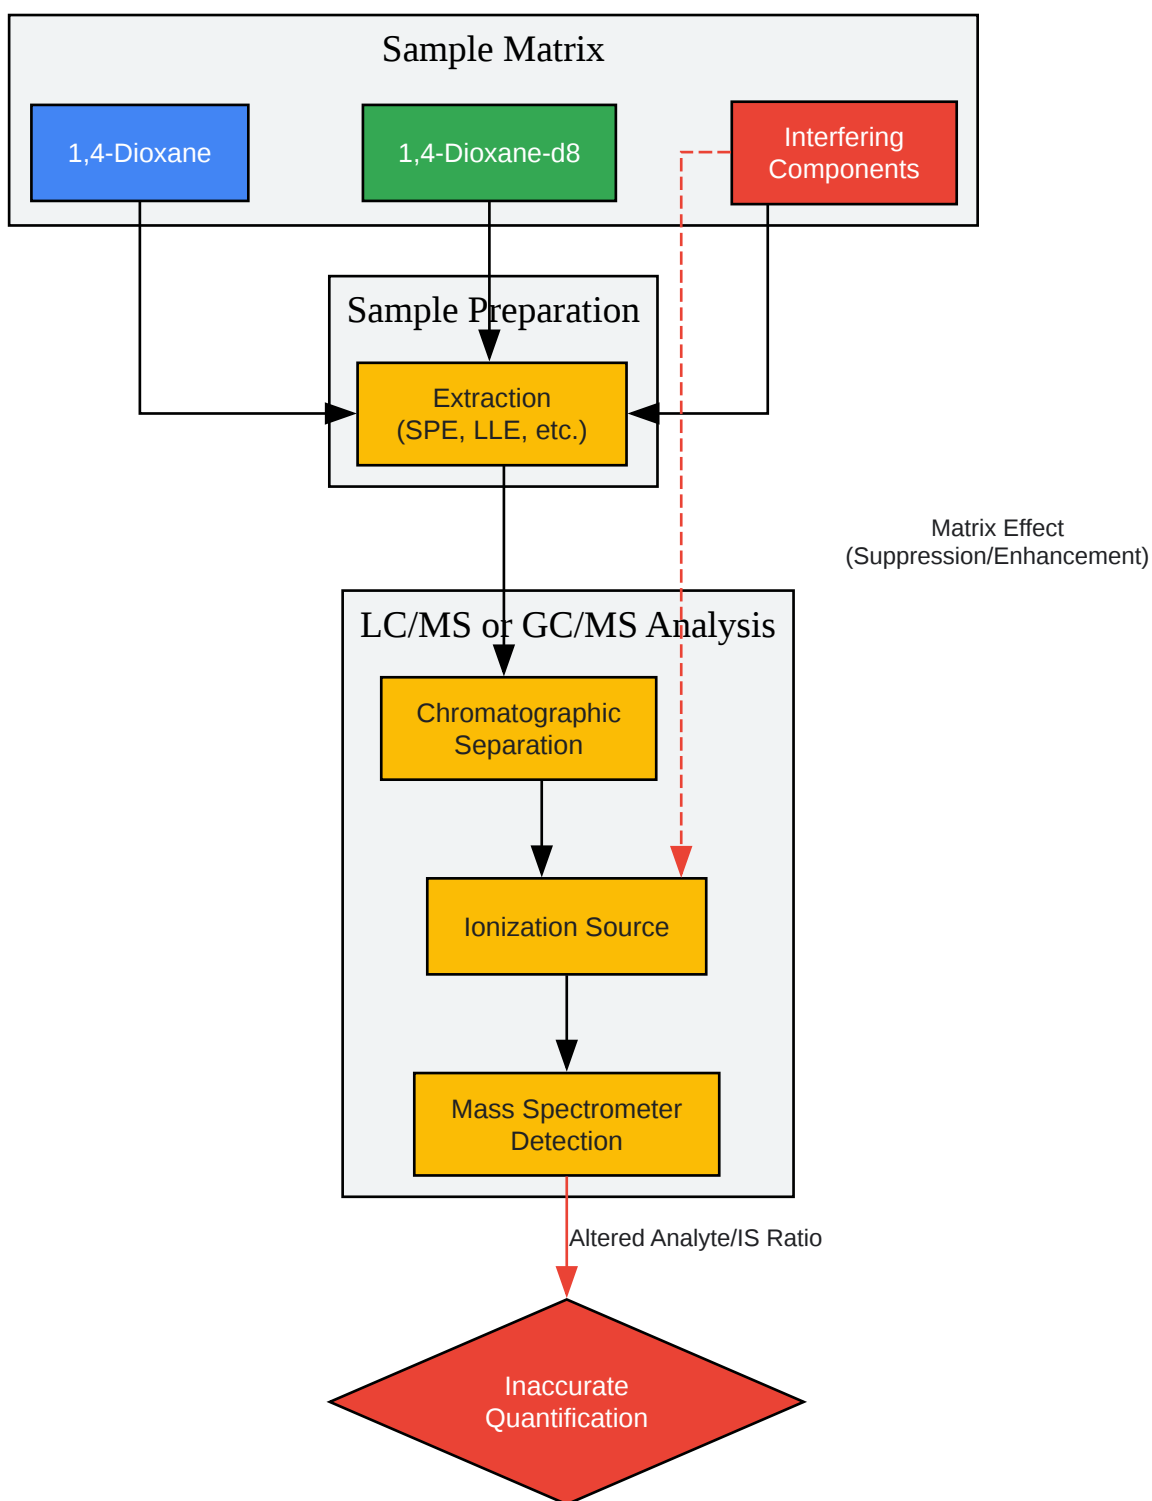 Sample Matrix
1,4-Dioxane
1,4-Dioxane-d8
Interfering
Components
Sample Preparation
Extraction
(SPE, LLE, etc.)
Matrix Effect
(Suppression/Enhancement)
LC/MS or GC/MS Analysis
Chromatographic
Separation
Ionization Source
Mass Spectrometer
Detection
Altered Analyte/IS Ratio
Inaccurate
Quantification